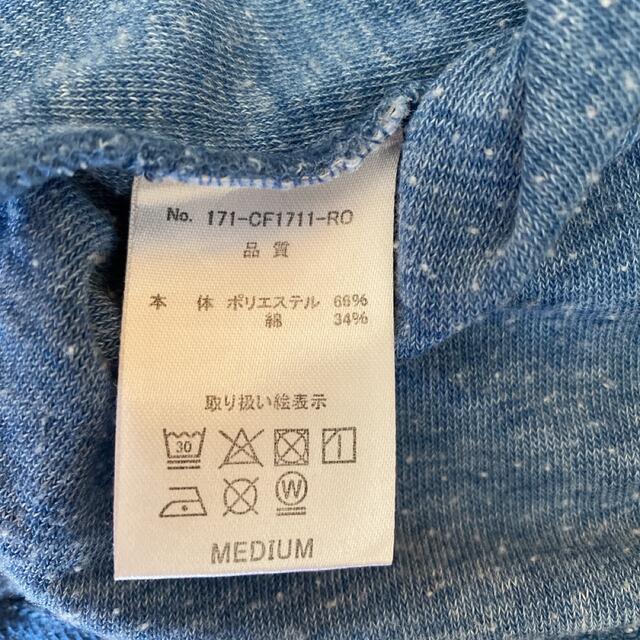 No. 171-CF1711-RO
品質
本 体 ポリエステル 66%
綿 34%
取り扱い絵表示
30
W
MEDIUM